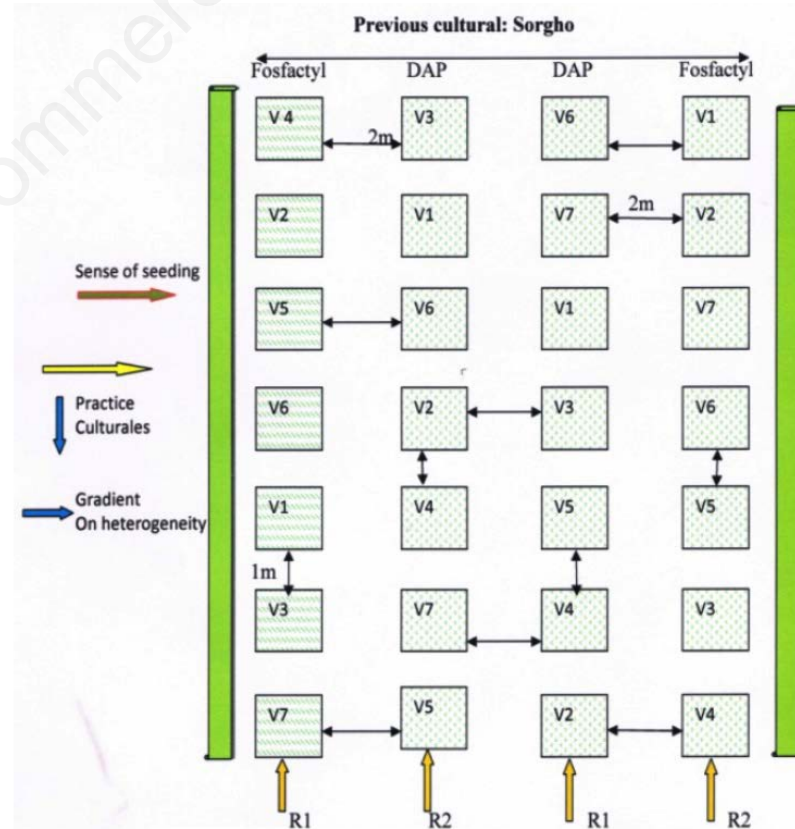 ommer
Previous cultural: Sorgho
Fosfactyl DAP DAP Fosfactyl
V 4 V3 V6 V1
2m
V2 V1 V7 2m V2
Sense of seeding
V5 V6 V1 V7
Practice
Culturales
V6 V2 V3 V6
Gradient
On heterogeneity
V1 V4 V5 V5
1m
V3 V7 V4 V3
V7 V5 V2 V4
R1 R2 R1 R2